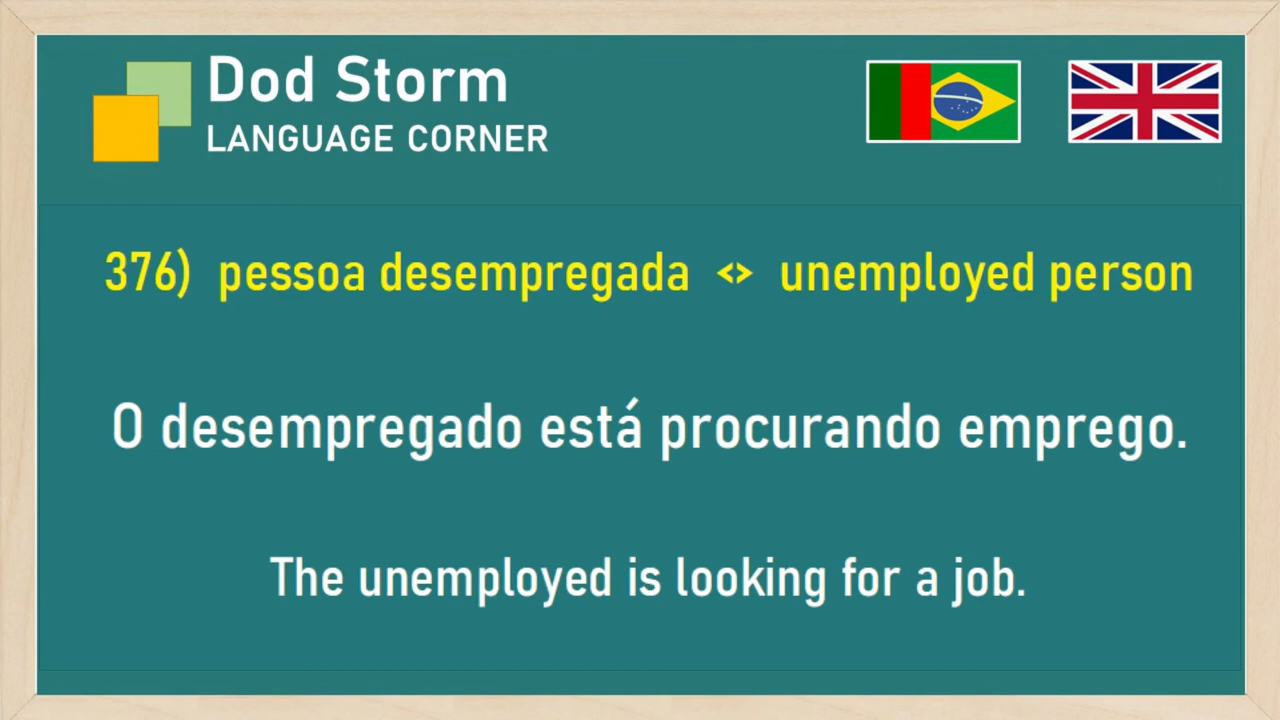 Dod Storm
LANGUAGE CORNER
376) pessoa desempregada <> unemployed person
O desempregado está procurando emprego.
The unemployed is looking for a job.